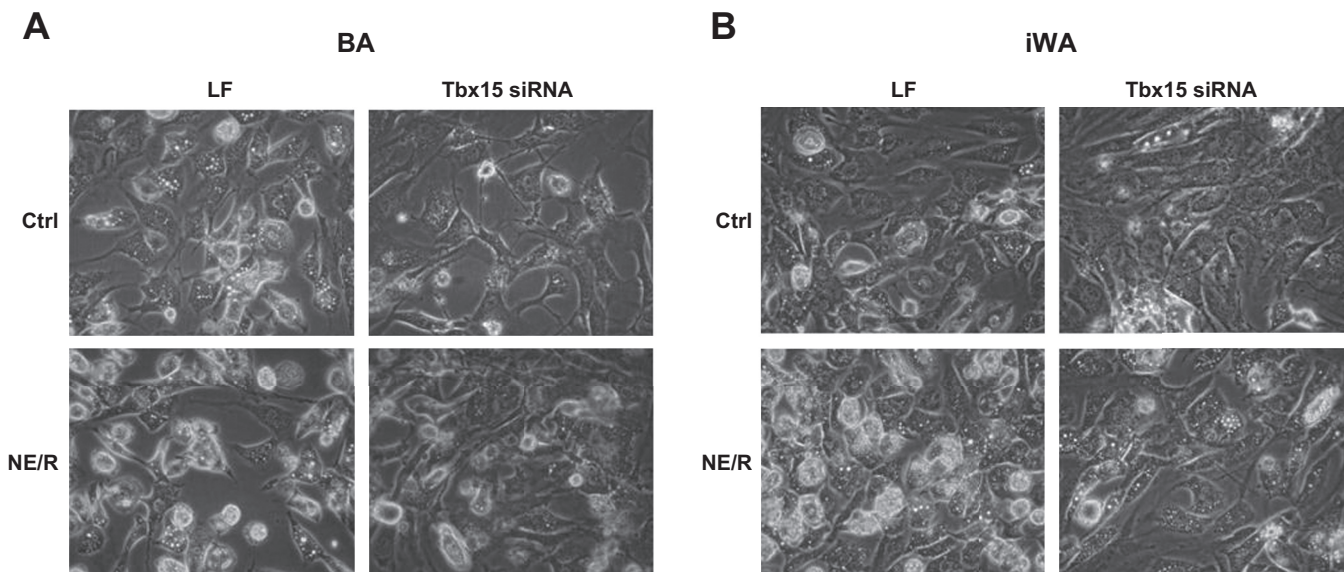 A
BA
LF
Tbx15 siRNA
Ctrl
NE/R
B
iWA
LF
Tbx15 siRNA
Ctrl
NE/R